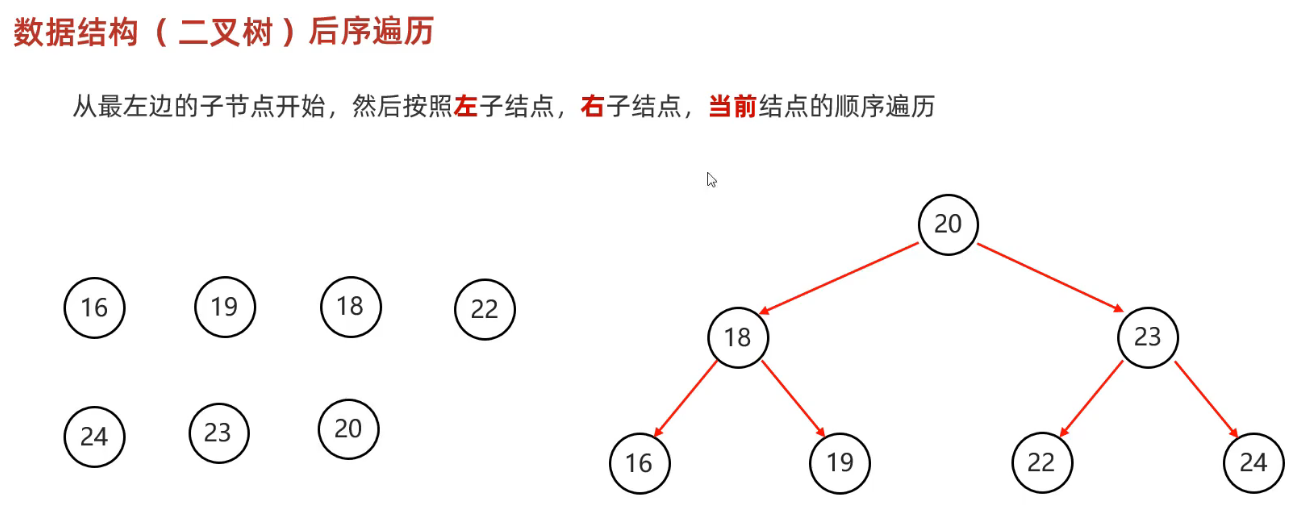 数据结构（二叉树）后序遍历
从最左边的子节点开始，然后按照左子结点，右子结点，当前结点的顺序遍历
20
16 19 18 22
18 23
24 23 20
16 19 22 24